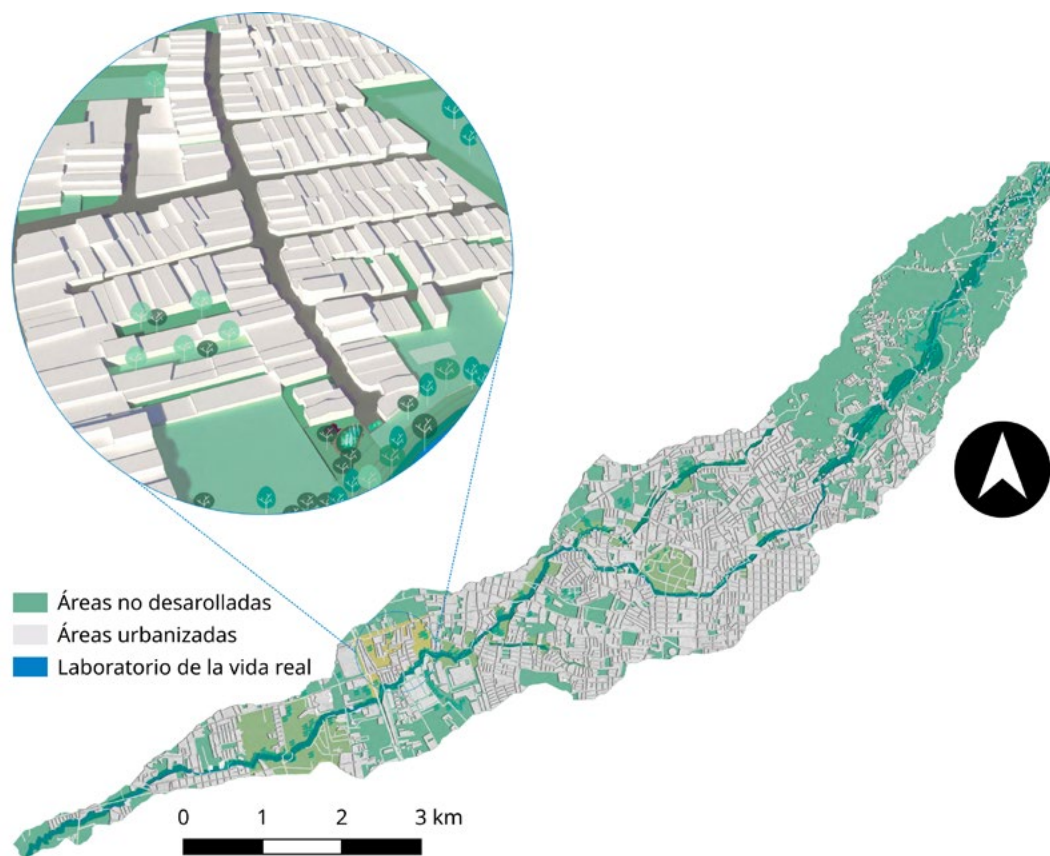 Áreas no desarolladas
Áreas urbanizadas
Laboratorio de la vida real
0 1 2 3 km